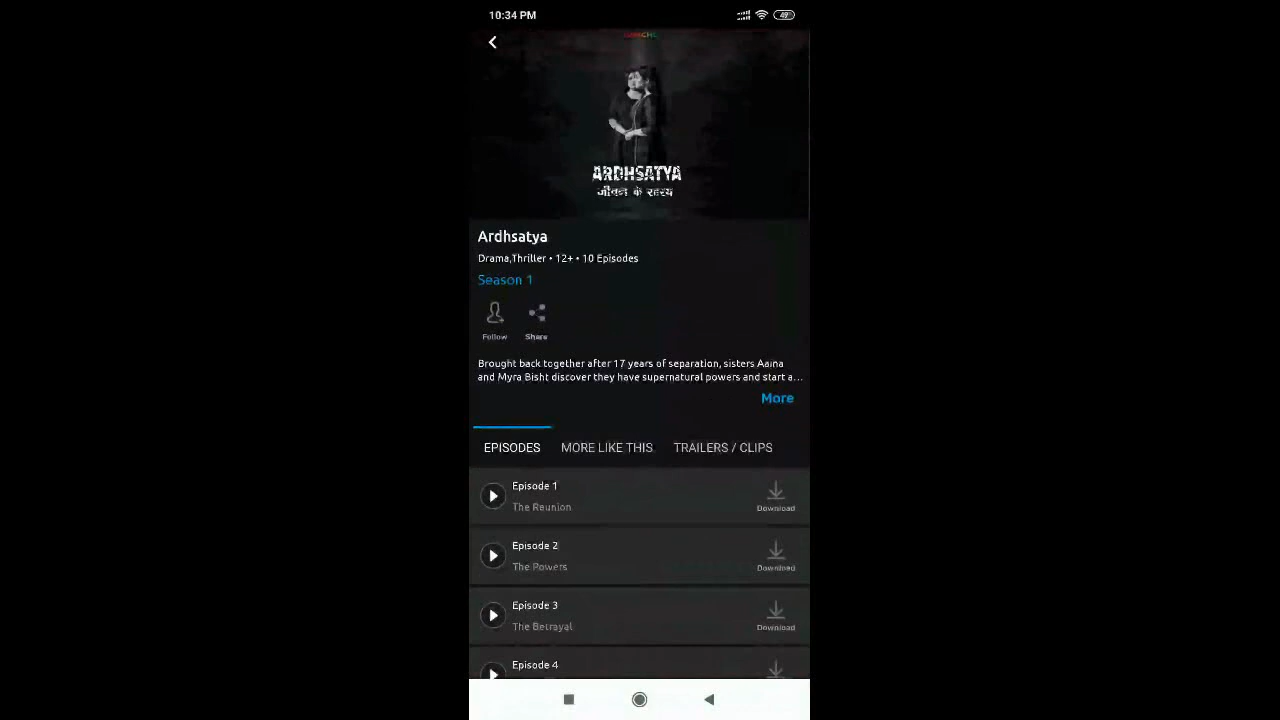 10:34 PM
49
ARDHSATYA
जीवन के रहस्य
Ardhsatya
Drama,Thriller • 12+ • 10 Episodes
Season 1
Follow Share
Brought back together after 17 years of separation, sisters Aaina
and Myra Bisht discover they have supernatural powers and start a...
More
EPISODES MORE LIKE THIS TRAILERS / CLIPS
Episode 1
The Reunion
Download
Episode 2
The Powers
Download
Episode 3
The Betrayal
Download
Episode 4